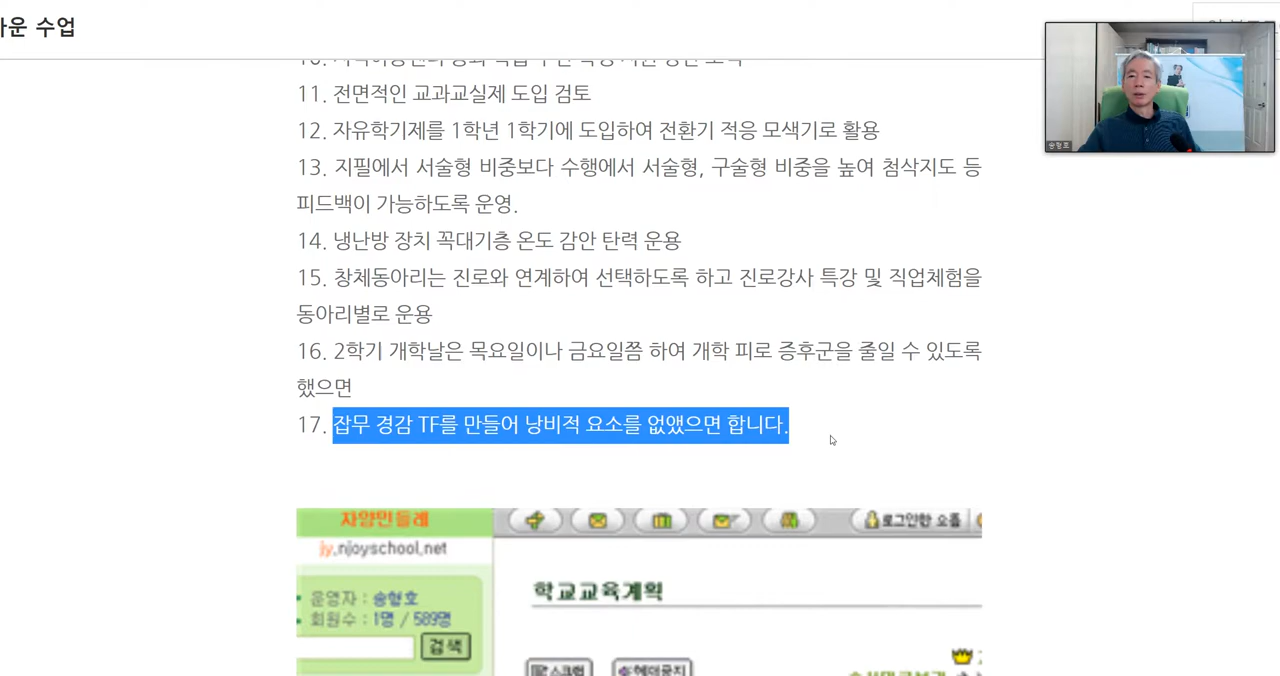 운 수업
11. 전면적인 교과교실제 도입 검토
12. 자유학기제를 1학년 1학기에 도입하여 전환기 적응 모색기로 활용
13. 지필에서 서술형 비중보다 수행에서 서술형, 구술형 비중을 높여 첨삭지도 등
피드백이 가능하도록 운영.
14. 냉난방 장치 꼭대기층 온도 감안 탄력 운용
15. 창체동아리는 진로와 연계하여 선택하도록 하고 진로강사 특강 및 직업체험을
동아리별로 운용
16. 2학기 개학날은 목요일이나 금요일쯤 하여 개학 피로 증후군을 줄일 수 있도록
했으면
17. 잡무 경감 TF를 만들어 낭비적 요소를 없앴으면 합니다.
송형호
자양민들레
jy.njoyschool.net
로그인한 오픔
학교교육계획
운영자 : 송형호
회원수 : 1명 / 589명
검색
스크랩